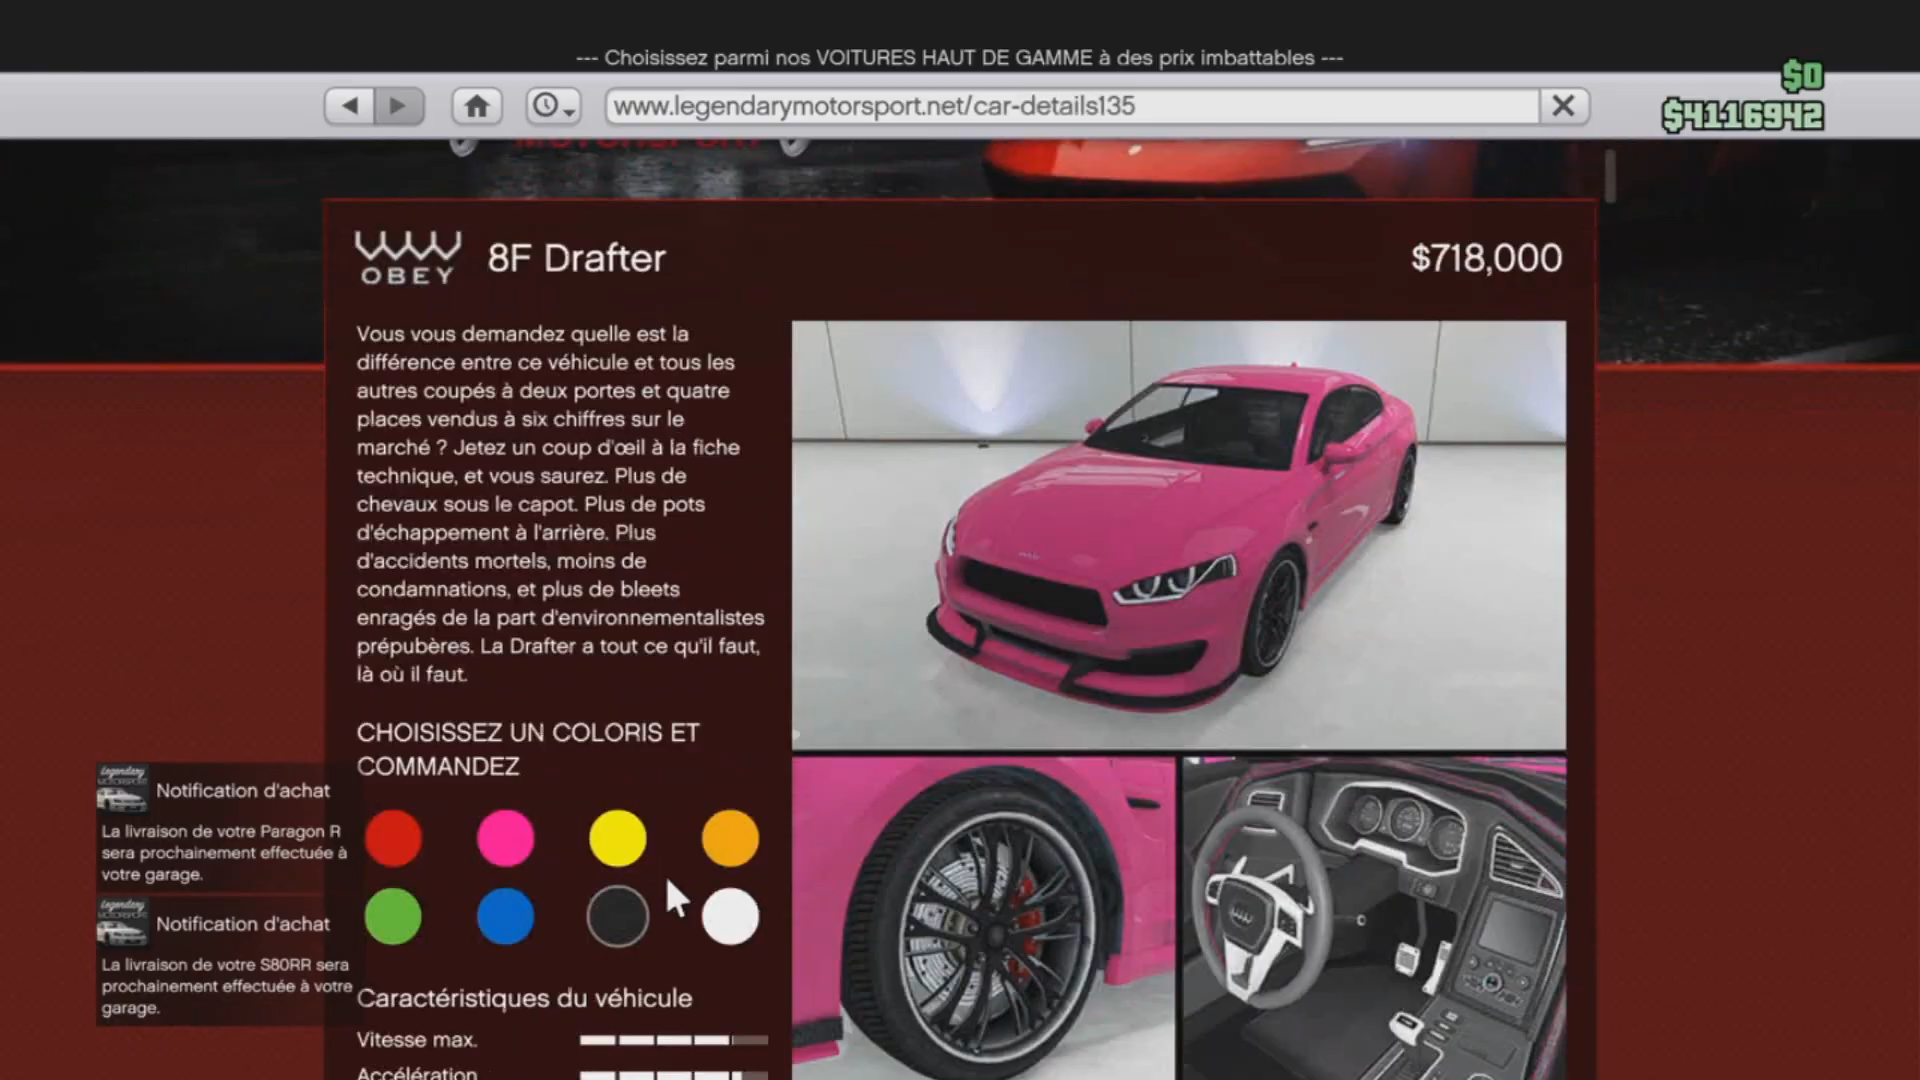 --- Choisissez parmi nos VOITURES HAUT DE GAMME à des prix imbattables ---
$0
www.legendarymotorsport.net/car-details135
$4116942
MOTORSPORT
OBEY
8F Drafter
$718,000
Vous vous demandez quelle est la
différence entre ce véhicule et tous les
autres coupés à deux portes et quatre
places vendus à six chiffres sur le
marché ? Jetez un coup d'œil à la fiche
technique, et vous saurez. Plus de
chevaux sous le capot. Plus de pots
d'échappement à l'arrière. Plus
d'accidents mortels, moins de
condamnations, et plus de bleets
enragés de la part d'environnementalistes
prépubères. La Drafter a tout ce qu'il faut,
là où il faut.
CHOISISSEZ UN COLORIS ET
COMMANDEZ
Legendary
MOTORSPORT
Notification d'achat
La livraison de votre Paragon R
sera prochainement effectuée à
votre garage.
Legendary
MOTORSPORT
Notification d'achat
La livraison de votre S80RR sera
prochainement effectuée à votre
garage.
Caractéristiques du véhicule
Vitesse max.
Accélération